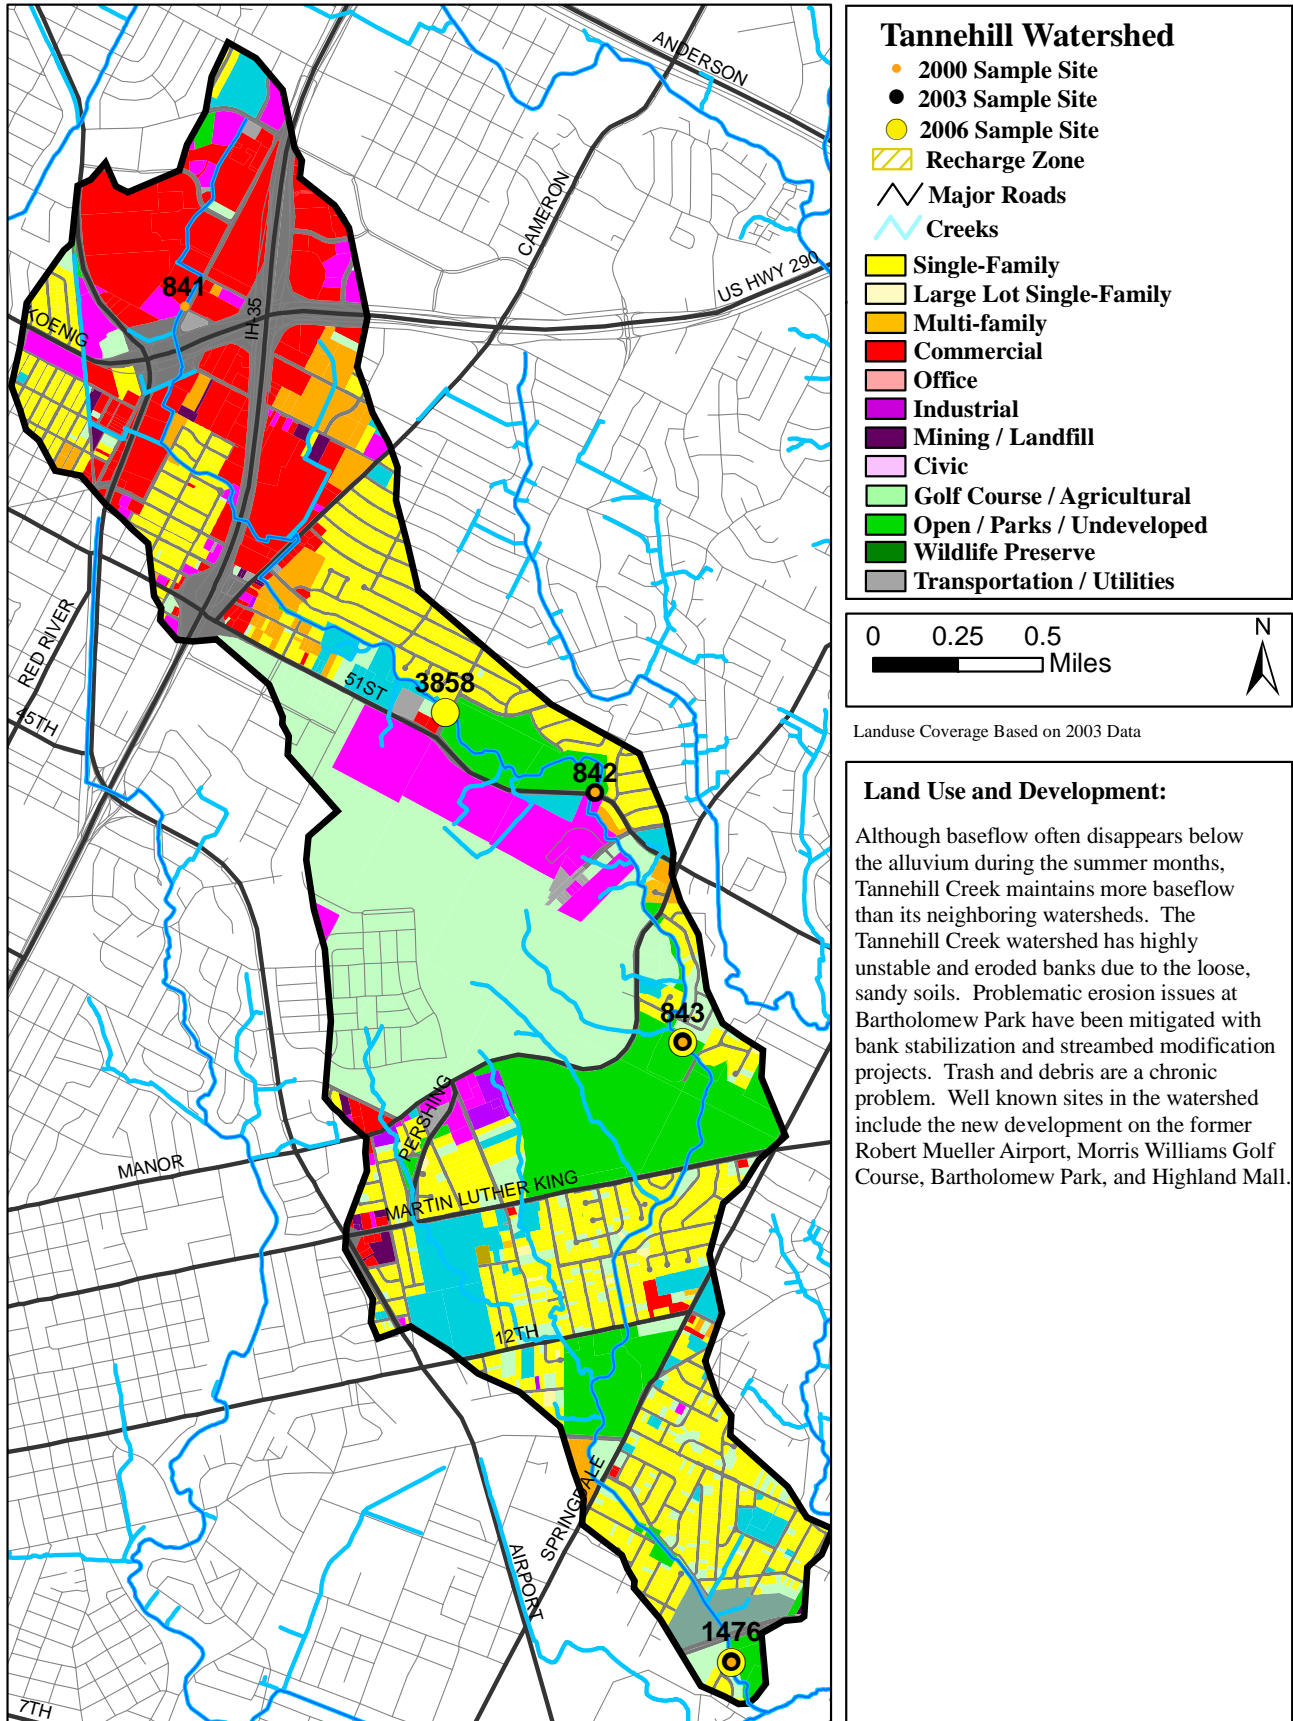 ANDERSON
CAMERON
US HWY 290
841
KOENIG
IH-35
RED RIVER
45TH
51ST
3858
842
843
PERSHING
MANOR
MARTIN LUTHER KING
12TH
SPRINGDALE
AIRPORT
1476
7TH
Tannehill Watershed
2000 Sample Site
2003 Sample Site
2006 Sample Site
Recharge Zone
Major Roads
Creeks
Single-Family
Large Lot Single-Family
Multi-family
Commercial
Office
Industrial
Mining / Landfill
Civic
Golf Course / Agricultural
Open / Parks / Undeveloped
Wildlife Preserve
Transportation / Utilities
0 0.25 0.5
Miles
N
Landuse Coverage Based on 2003 Data
Land Use and Development:
Although baseflow often disappears below
the alluvium during the summer months,
Tannehill Creek maintains more baseflow
than its neighboring watersheds. The
Tannehill Creek watershed has highly
unstable and eroded banks due to the loose,
sandy soils. Problematic erosion issues at
Bartholomew Park have been mitigated with
bank stabilization and streambed modification
projects. Trash and debris are a chronic
problem. Well known sites in the watershed
include the new development on the former
Robert Mueller Airport, Morris Williams Golf
Course, Bartholomew Park, and Highland Mall.